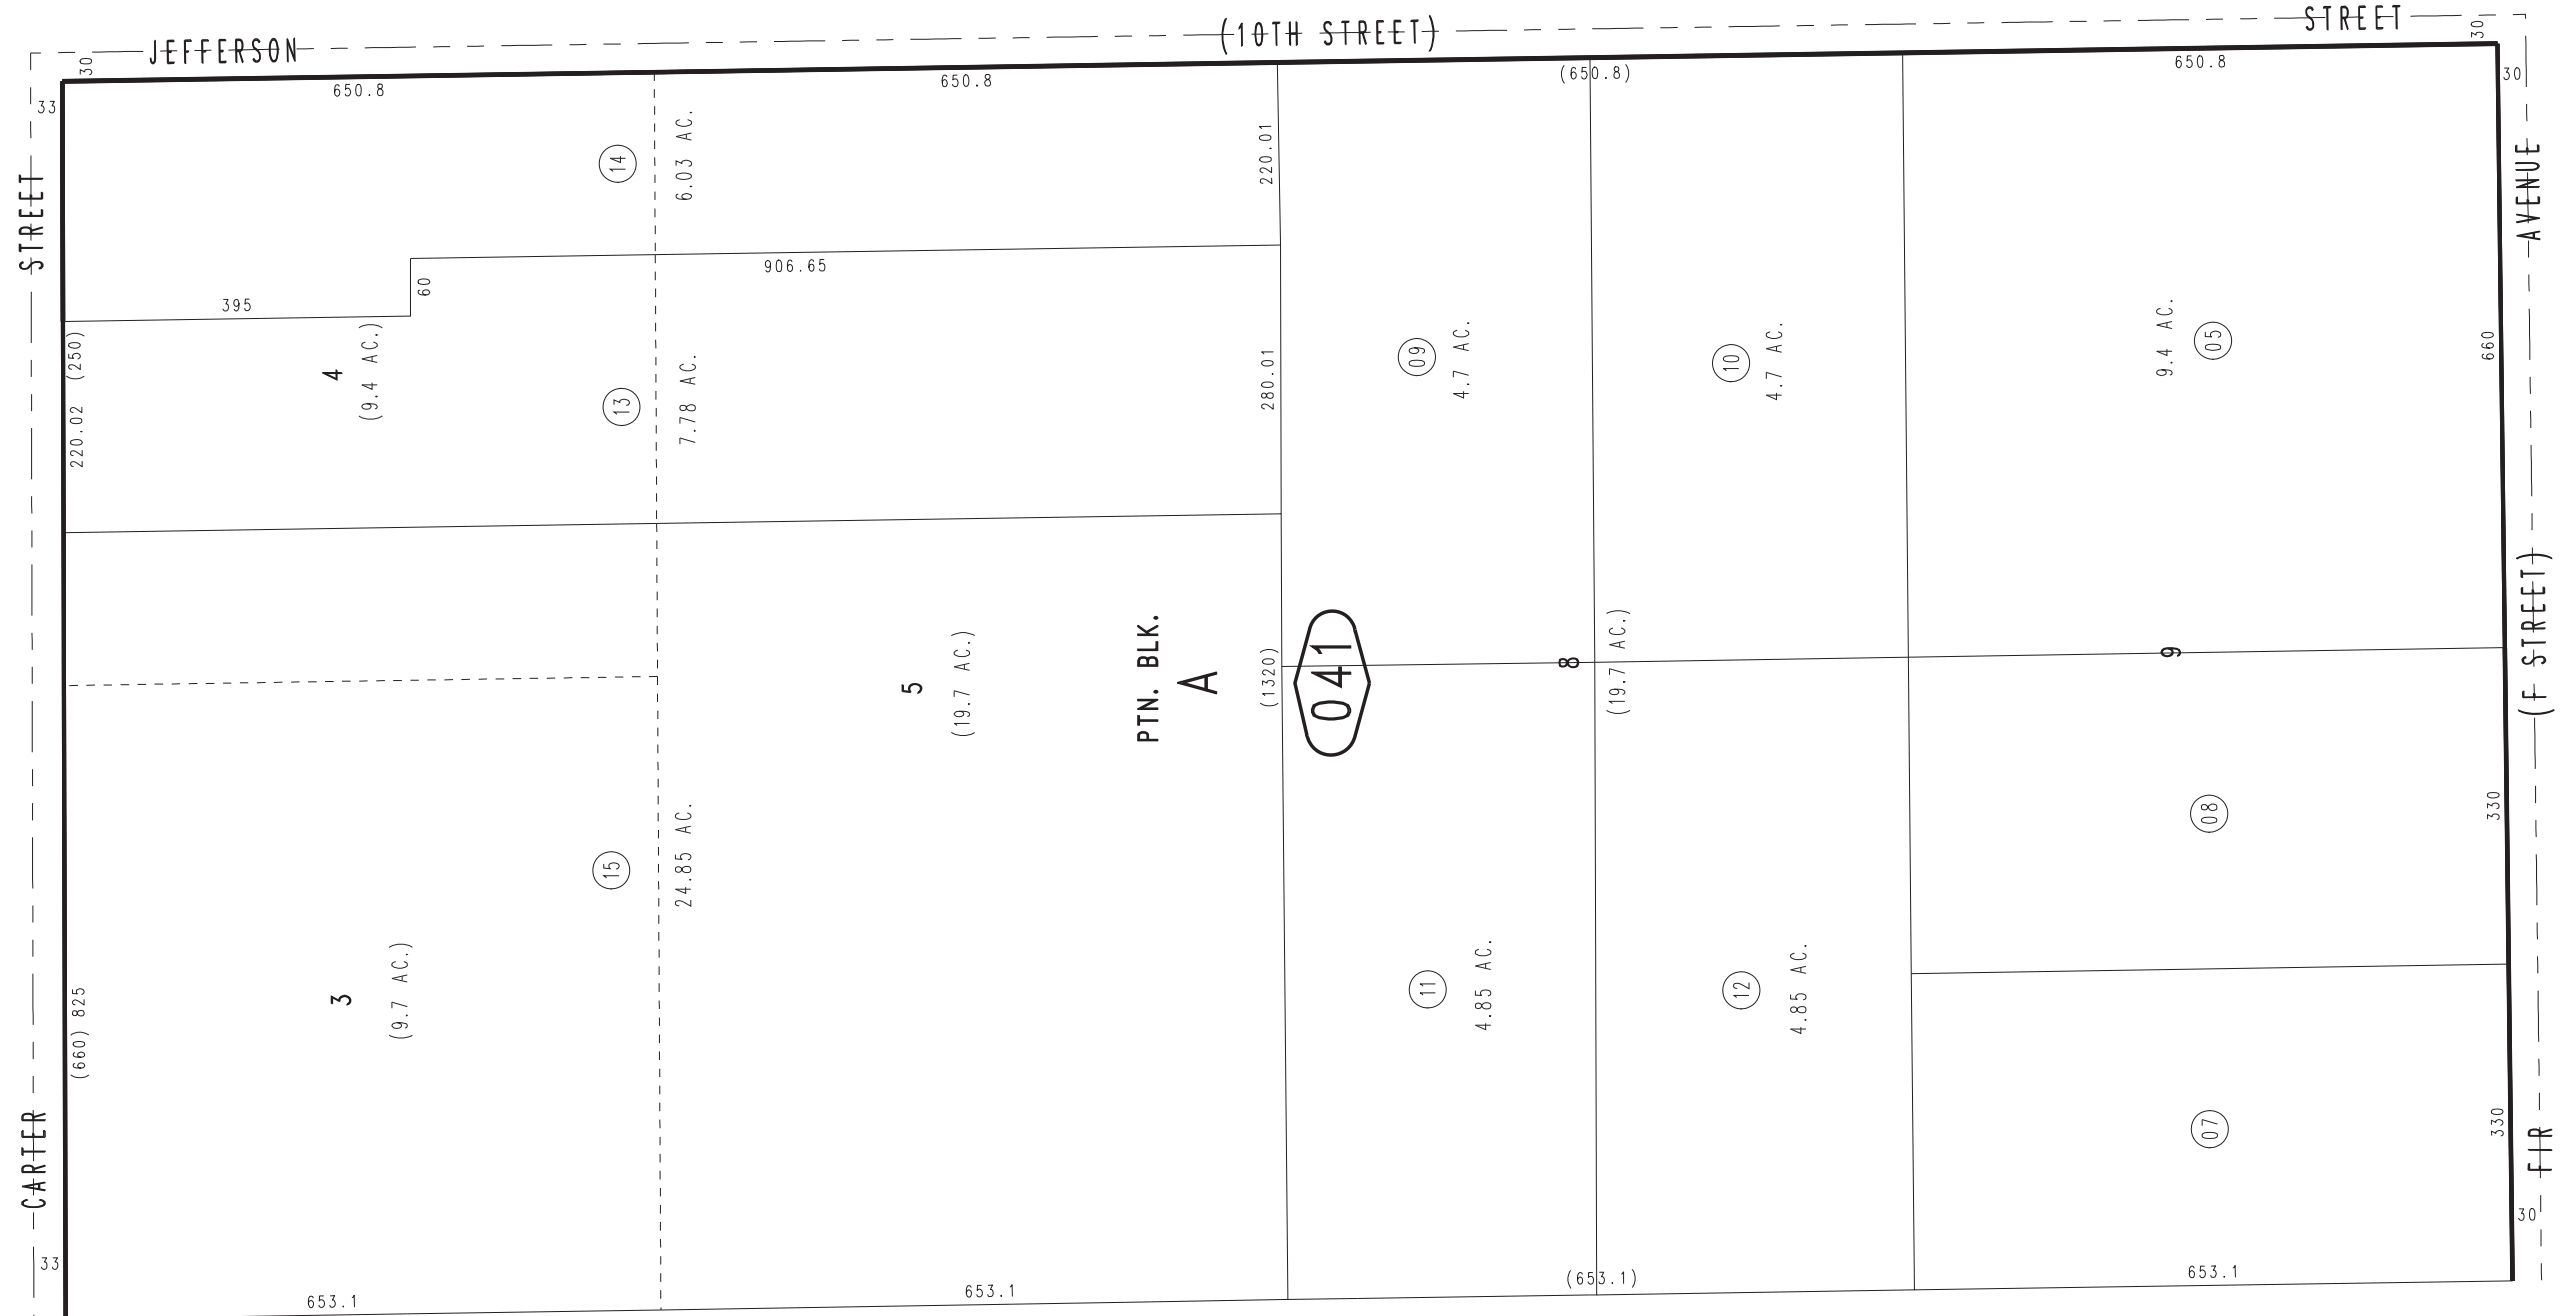 JEFFERSON
(10TH STREET)
STREET
30
30
33
30
650.8
650.8
(650.8)
650.8
STREET
AVENUE
14
6.03 AC.
220.01
906.65
60
395
220.02 (250)
4
(9.4 AC.)
13
7.78 AC.
280.01
09
4.7 AC.
10
4.7 AC.
9.4 AC.
05
660
5
(19.7 AC.)
PTN. BLK.
A
(1320)
041
8
(19.7 AC.)
9
(F STREET)
15
24.85 AC.
08
330
3
(9.7 AC.)
(660) 825
11
4.85 AC.
12
4.85 AC.
07
330
CARTER
FIR
33
30
653.1
653.1
(653.1)
653.1